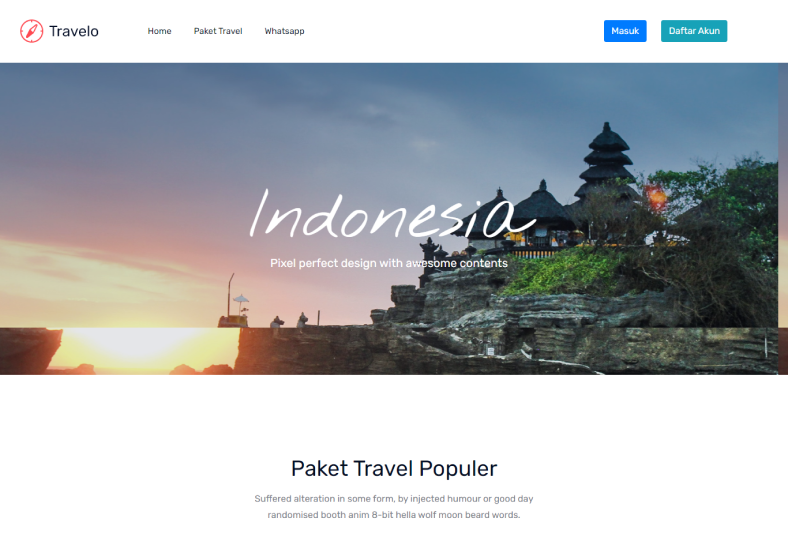 Travelo
Home
Paket Travel
Whatsapp
Masuk
Daftar Akun
Indonesia
Pixel perfect design with awesome contents
Paket Travel Populer
Suffered alteration in some form, by injected humour or good day
randomised booth anim 8-bit hella wolf moon beard words.